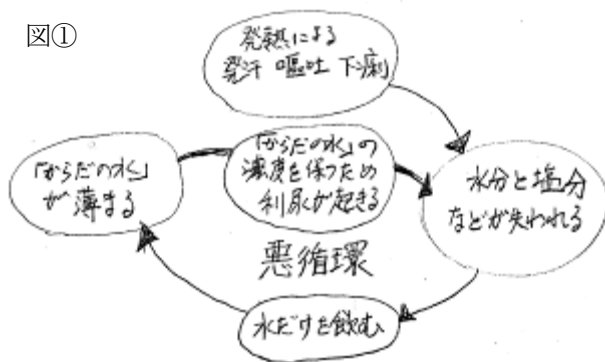 図①
発熱による
発汗 嘔吐 下痢
「からだの水」
が薄まる
「からだの水」の
濃度を保つため
利尿が起きる
水分と塩分
などが失われる
悪循環
水だけを飲む